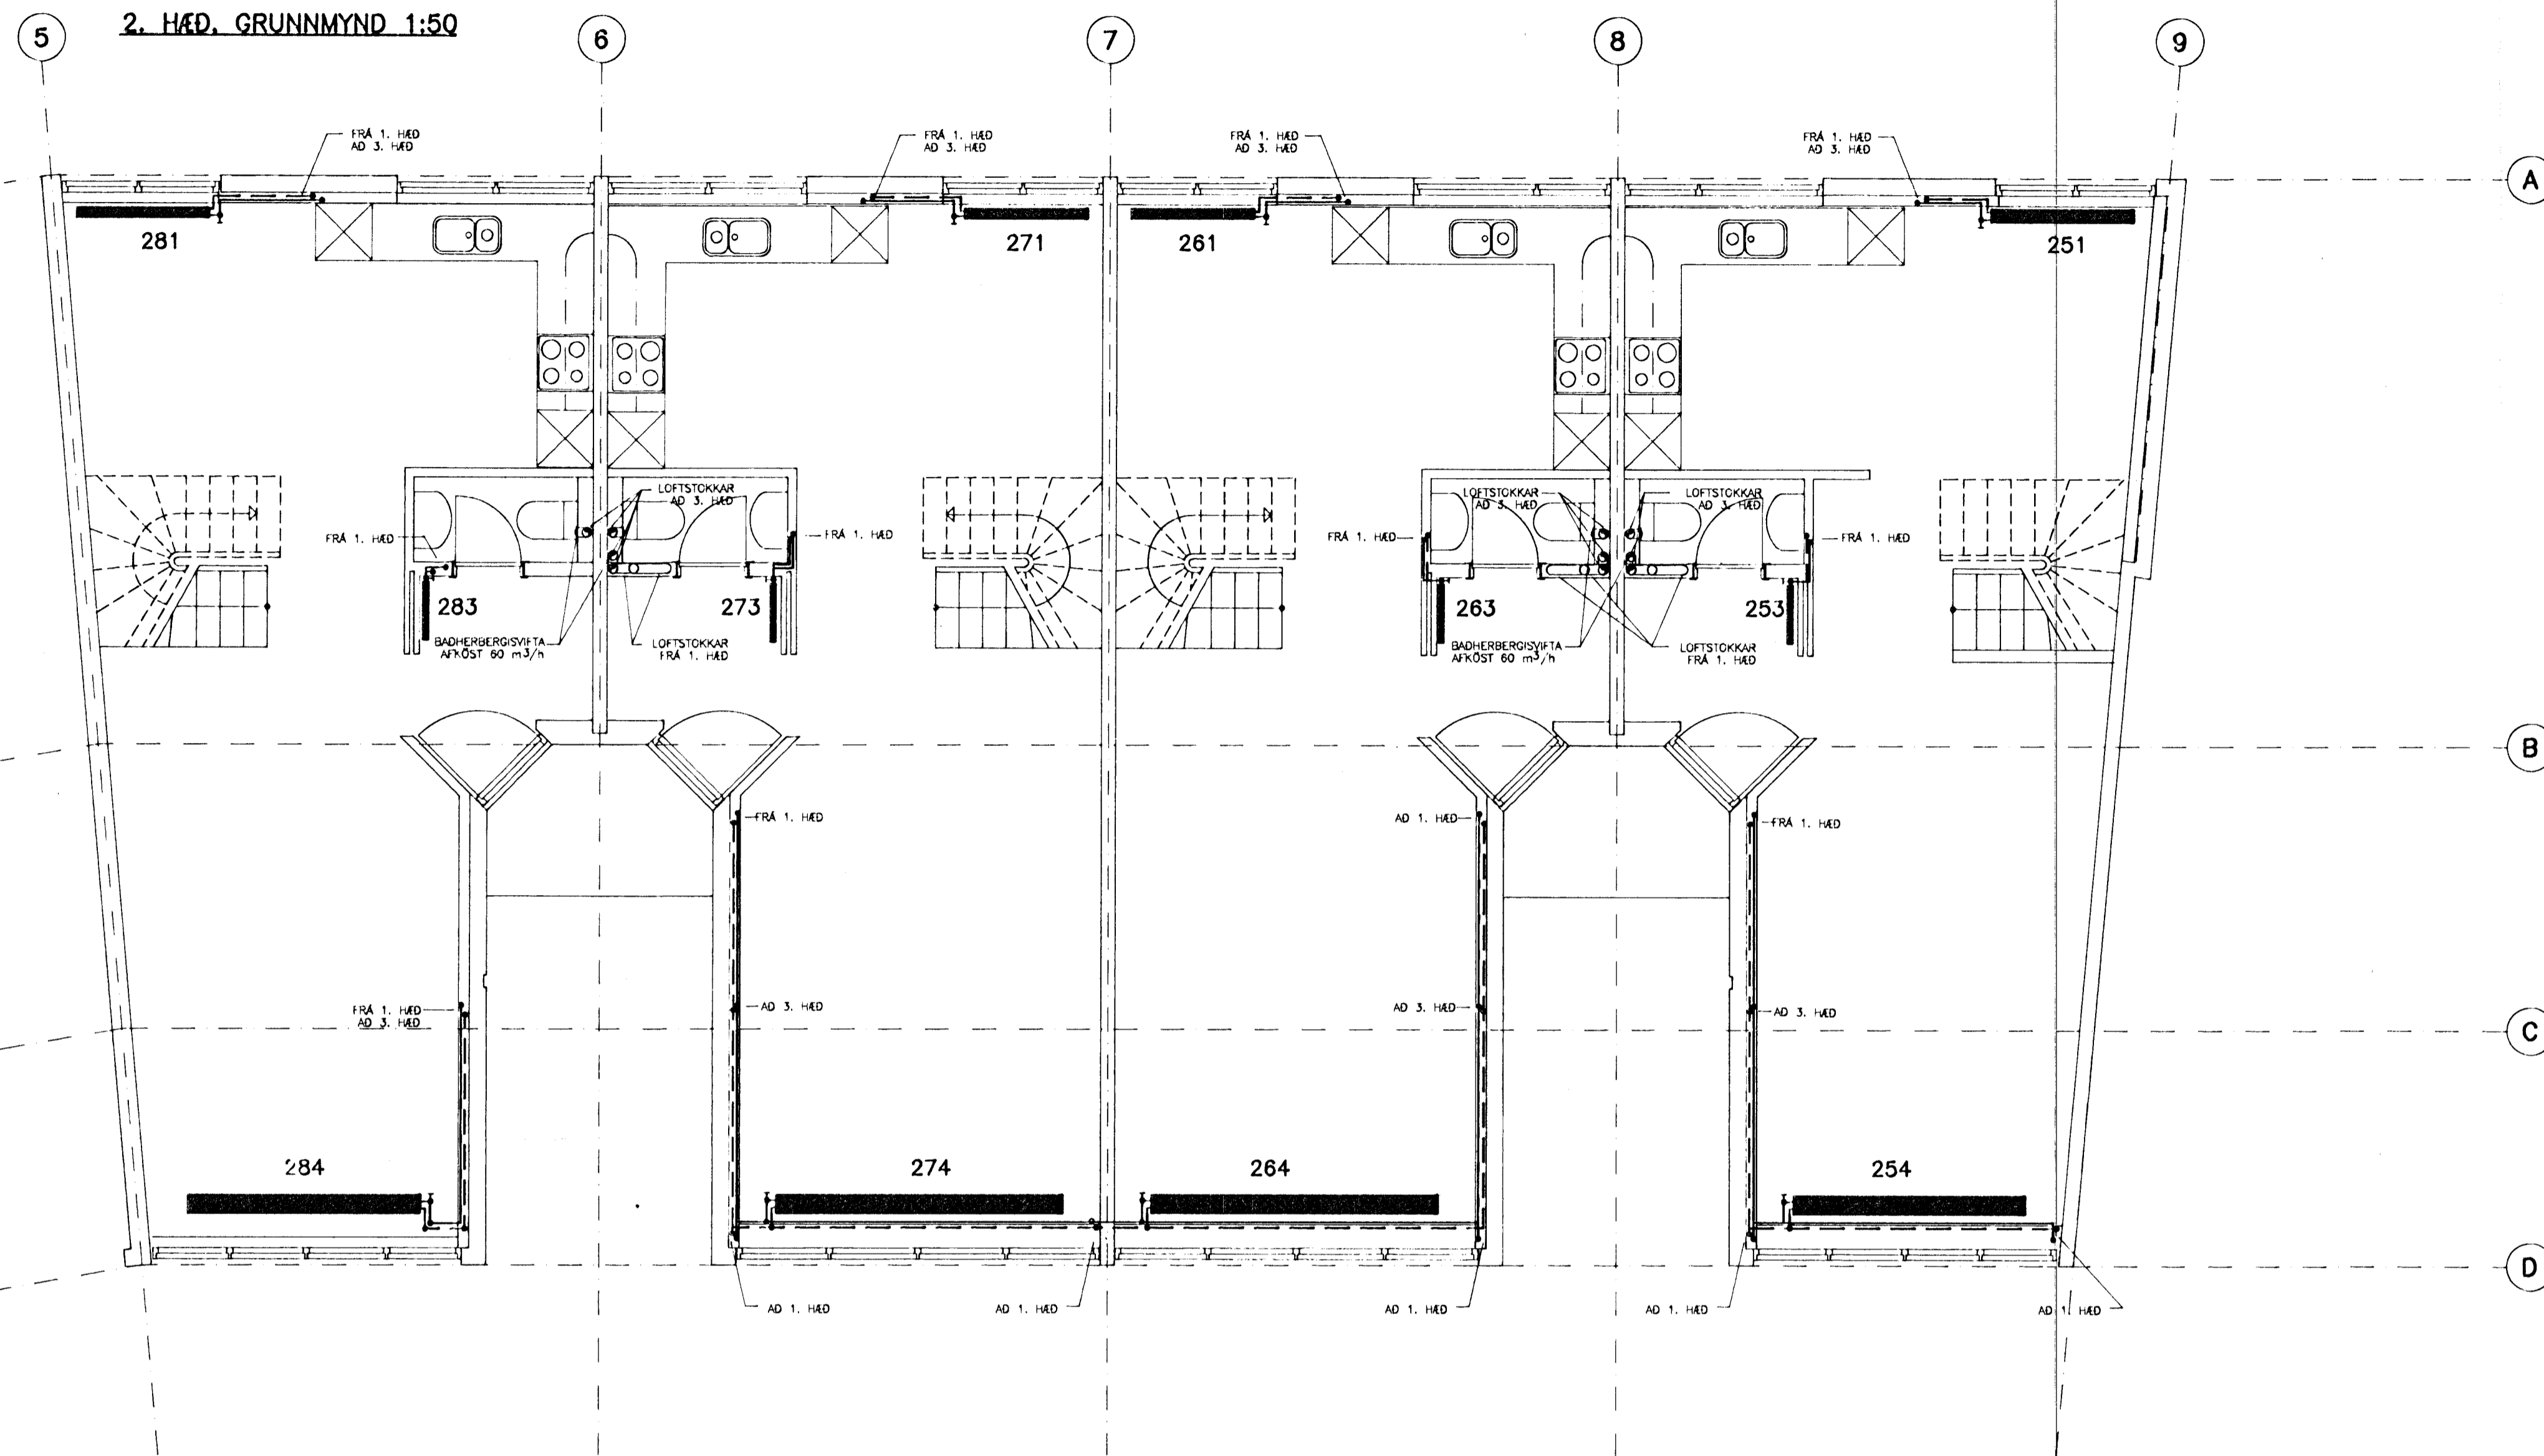 2. HÆÐ. GRUNNMYND 1:50
5
6
7
8
9
FRÁ 1. HÆÐ
AÐ 3. HÆÐ
FRÁ 1. HÆÐ
AÐ 3. HÆÐ
FRÁ 1. HÆÐ
AÐ 3. HÆÐ
FRÁ 1. HÆÐ
AÐ 3. HÆÐ
A
281
271
261
251
LOFTSTOKKAR
AÐ 3. HÆÐ
LOFTSTOKKAR
AÐ 3. HÆÐ
LOFTSTOKKAR
AÐ 3. HÆÐ
FRÁ 1. HÆÐ
FRÁ 1. HÆÐ
FRÁ 1. HÆÐ
FRÁ 1. HÆÐ
283
273
263
253
BAÐHERBERGISVIFTA
AFKÖST 60 m³/h
LOFTSTOKKAR
FRÁ 1. HÆÐ
BAÐHERBERGISVIFTA
AFKÖST 60 m³/h
LOFTSTOKKAR
FRÁ 1. HÆÐ
B
FRÁ 1. HÆÐ
AÐ 1. HÆÐ
FRÁ 1. HÆÐ
FRÁ 1. HÆÐ
AÐ 3. HÆÐ
AÐ 3. HÆÐ
AÐ 3. HÆÐ
AÐ 3. HÆÐ
C
284
274
264
254
D
AÐ 1. HÆÐ
AÐ 1. HÆÐ
AÐ 1. HÆÐ
AÐ 1. HÆÐ
AÐ 1. HÆÐ